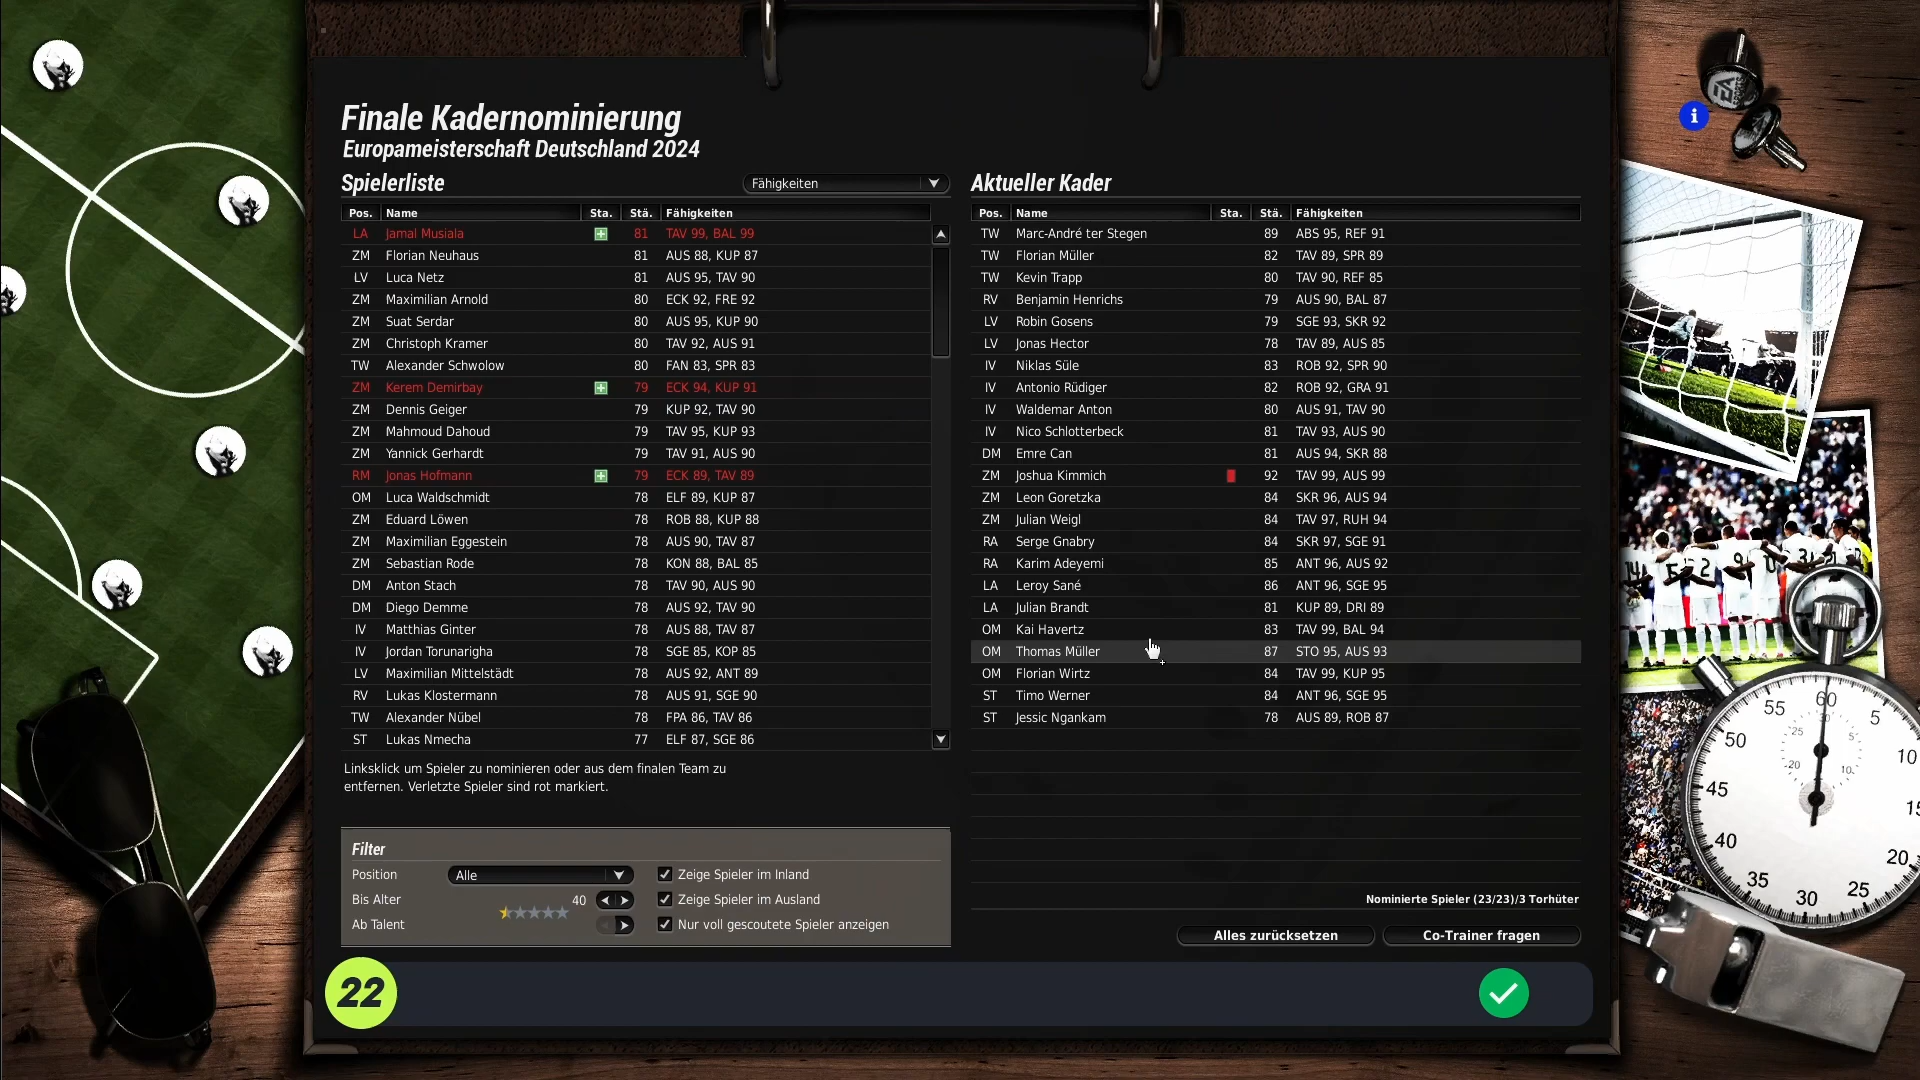 Finale Kadernominierung
Europameisterschaft Deutschland 2024
Spielerliste
Fähigkeiten
Pos. Name Sta. Stä. Fähigkeiten
LA Jamal Musiala 81 TAV 99, BAL 99
ZM Florian Neuhaus 81 AUS 88, KUP 87
LV Luca Netz 81 AUS 95, TAV 90
ZM Maximilian Arnold 80 ECK 92, FRE 92
ZM Suat Serdar 80 AUS 95, KUP 90
ZM Christoph Kramer 80 TAV 92, AUS 91
TW Alexander Schwolow 80 FAN 83, SPR 83
ZM Kerem Demirbay 79 ECK 94, KUP 91
ZM Dennis Geiger 79 KUP 92, TAV 90
ZM Mahmoud Dahoud 79 TAV 95, KUP 93
ZM Yannick Gerhardt 79 TAV 91, AUS 90
RM Jonas Hofmann 79 ECK 89, TAV 89
OM Luca Waldschmidt 78 ELF 89, KUP 87
ZM Eduard Löwen 78 ROB 88, KUP 88
ZM Maximilian Eggestein 78 AUS 90, TAV 87
ZM Sebastian Rode 78 KON 88, BAL 85
DM Anton Stach 78 TAV 90, AUS 90
DM Diego Demme 78 AUS 92, TAV 90
IV Matthias Ginter 78 AUS 88, TAV 87
IV Jordan Torunarigha 78 SGE 85, KOP 85
LV Maximilian Mittelstädt 78 AUS 92, ANT 89
RV Lukas Klostermann 78 AUS 91, SGE 90
TW Alexander Nübel 78 FPA 86, TAV 86
ST Lukas Nmecha 77 ELF 87, SGE 86
Linksklick um Spieler zu nominieren oder aus dem finalen Team zu
entfernen. Verletzte Spieler sind rot markiert.
Filter
Position Alle
Bis Alter 40
Ab Talent
Zeige Spieler im Inland
Zeige Spieler im Ausland
Nur voll gescoutete Spieler anzeigen
Aktueller Kader
Pos. Name Sta. Stä. Fähigkeiten
TW Marc-André ter Stegen 89 ABS 95, REF 91
TW Florian Müller 82 TAV 89, SPR 89
TW Kevin Trapp 80 TAV 90, REF 85
RV Benjamin Henrichs 79 AUS 90, BAL 87
LV Robin Gosens 79 SGE 93, SKR 92
LV Jonas Hector 78 TAV 89, AUS 85
IV Niklas Süle 83 ROB 92, SPR 90
IV Antonio Rüdiger 82 ROB 92, GRA 91
IV Waldemar Anton 80 AUS 91, TAV 90
IV Nico Schlotterbeck 81 TAV 93, AUS 90
DM Emre Can 81 AUS 94, SKR 88
ZM Joshua Kimmich 92 TAV 99, AUS 99
ZM Leon Goretzka 84 SKR 96, AUS 94
ZM Julian Weigl 84 TAV 97, RUH 94
RA Serge Gnabry 84 SKR 97, SGE 91
RA Karim Adeyemi 85 ANT 96, AUS 92
LA Leroy Sané 86 ANT 96, SGE 95
LA Julian Brandt 81 KUP 89, DRI 89
OM Kai Havertz 83 TAV 99, BAL 94
OM Thomas Müller 87 STO 95, AUS 93
OM Florian Wirtz 84 TAV 99, KUP 95
ST Timo Werner 84 ANT 96, SGE 95
ST Jessic Ngankam 78 AUS 89, ROB 87
Nominierte Spieler (23/23)/3 Torhüter
Alles zurücksetzen
Co-Trainer fragen
22
i
EA
60
5
10
20
25
30
35
40
45
50
55